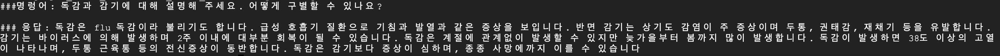 ###명렁어: 독감과 감기에 대해 설명해 주세요. 어떻게 구별할 수 있나요?
### 응답: 독감은 flu 독감이라 불리기도 합니다. 급성 호흡기 질환으로 기침과 발열과 같은 증상을 보입니다. 반면 감기는 상기도 감염이 주 증상이며 두통, 권태감, 재채기 등을 유발합니다.
감기는 바이러스에 의해 발생하며 2주 이내에 대부분 회복이 될 수 있습니다. 독감은 계절에 관계없이 발생할 수 있지만 늦가을부터 봄까지 많이 발생합니다. 독감이 발생하면 38도 이상의 고열
이 나타나며, 두통 근육통 등의 전신증상이 동반합니다. 독감은 감기보다 증상이 심하며, 종종 사망에까지 이를 수 있습니다